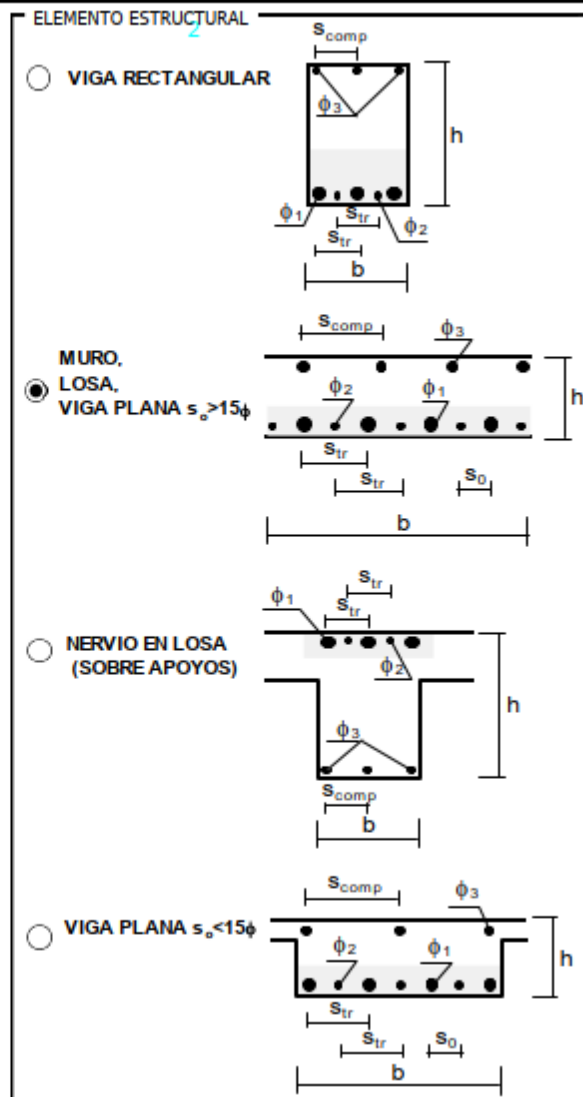 ELEMENTO ESTRUCTURAL
2
s_comp
VIGA RECTANGULAR
ϕ3
h
ϕ1
s_tr
ϕ2
s_tr
b
s_comp
ϕ3
MURO,
LOSA,
VIGA PLANA s_o>15ϕ
ϕ2
ϕ1
h
s_tr
s_tr
s_0
b
s_tr
ϕ1
s_tr
NERVIO EN LOSA
(SOBRE APOYOS)
ϕ2
h
ϕ3
s_comp
b
s_comp
ϕ3
VIGA PLANA s_o<15ϕ
ϕ2
ϕ1
h
s_tr
s_tr
s_0
b